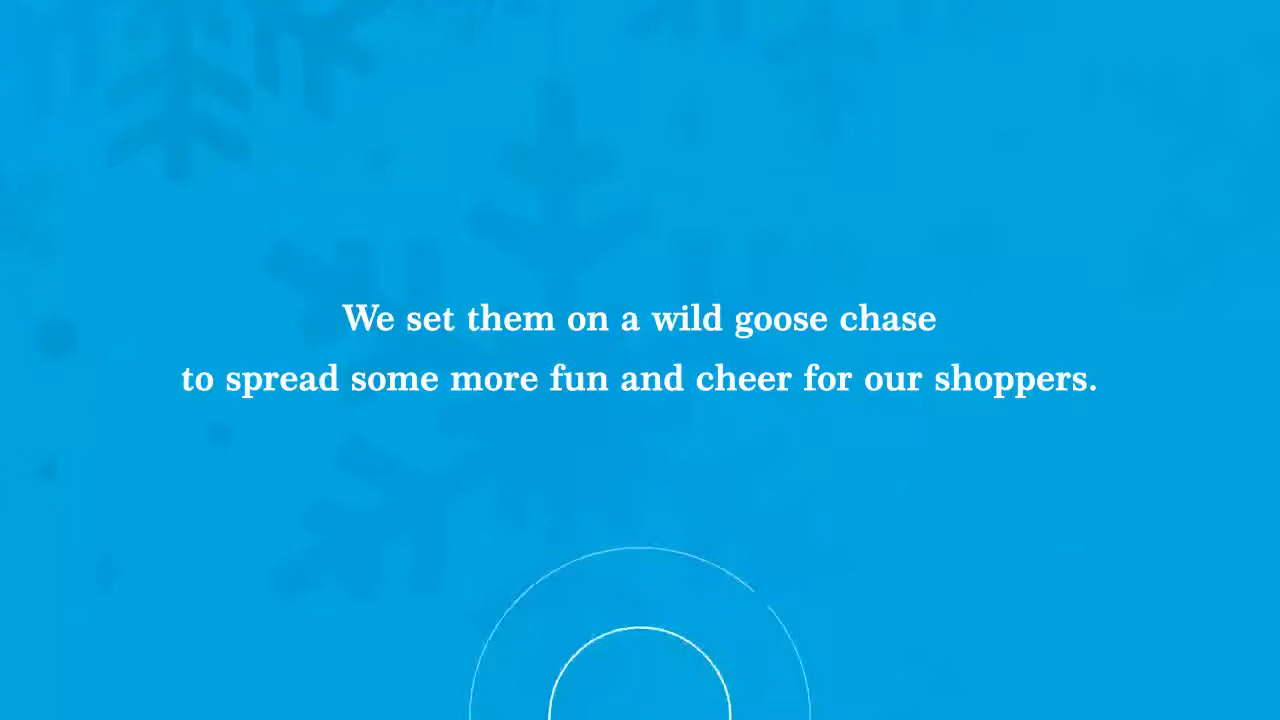 We set them on a wild goose chase
to spread some more fun and cheer for our shoppers.